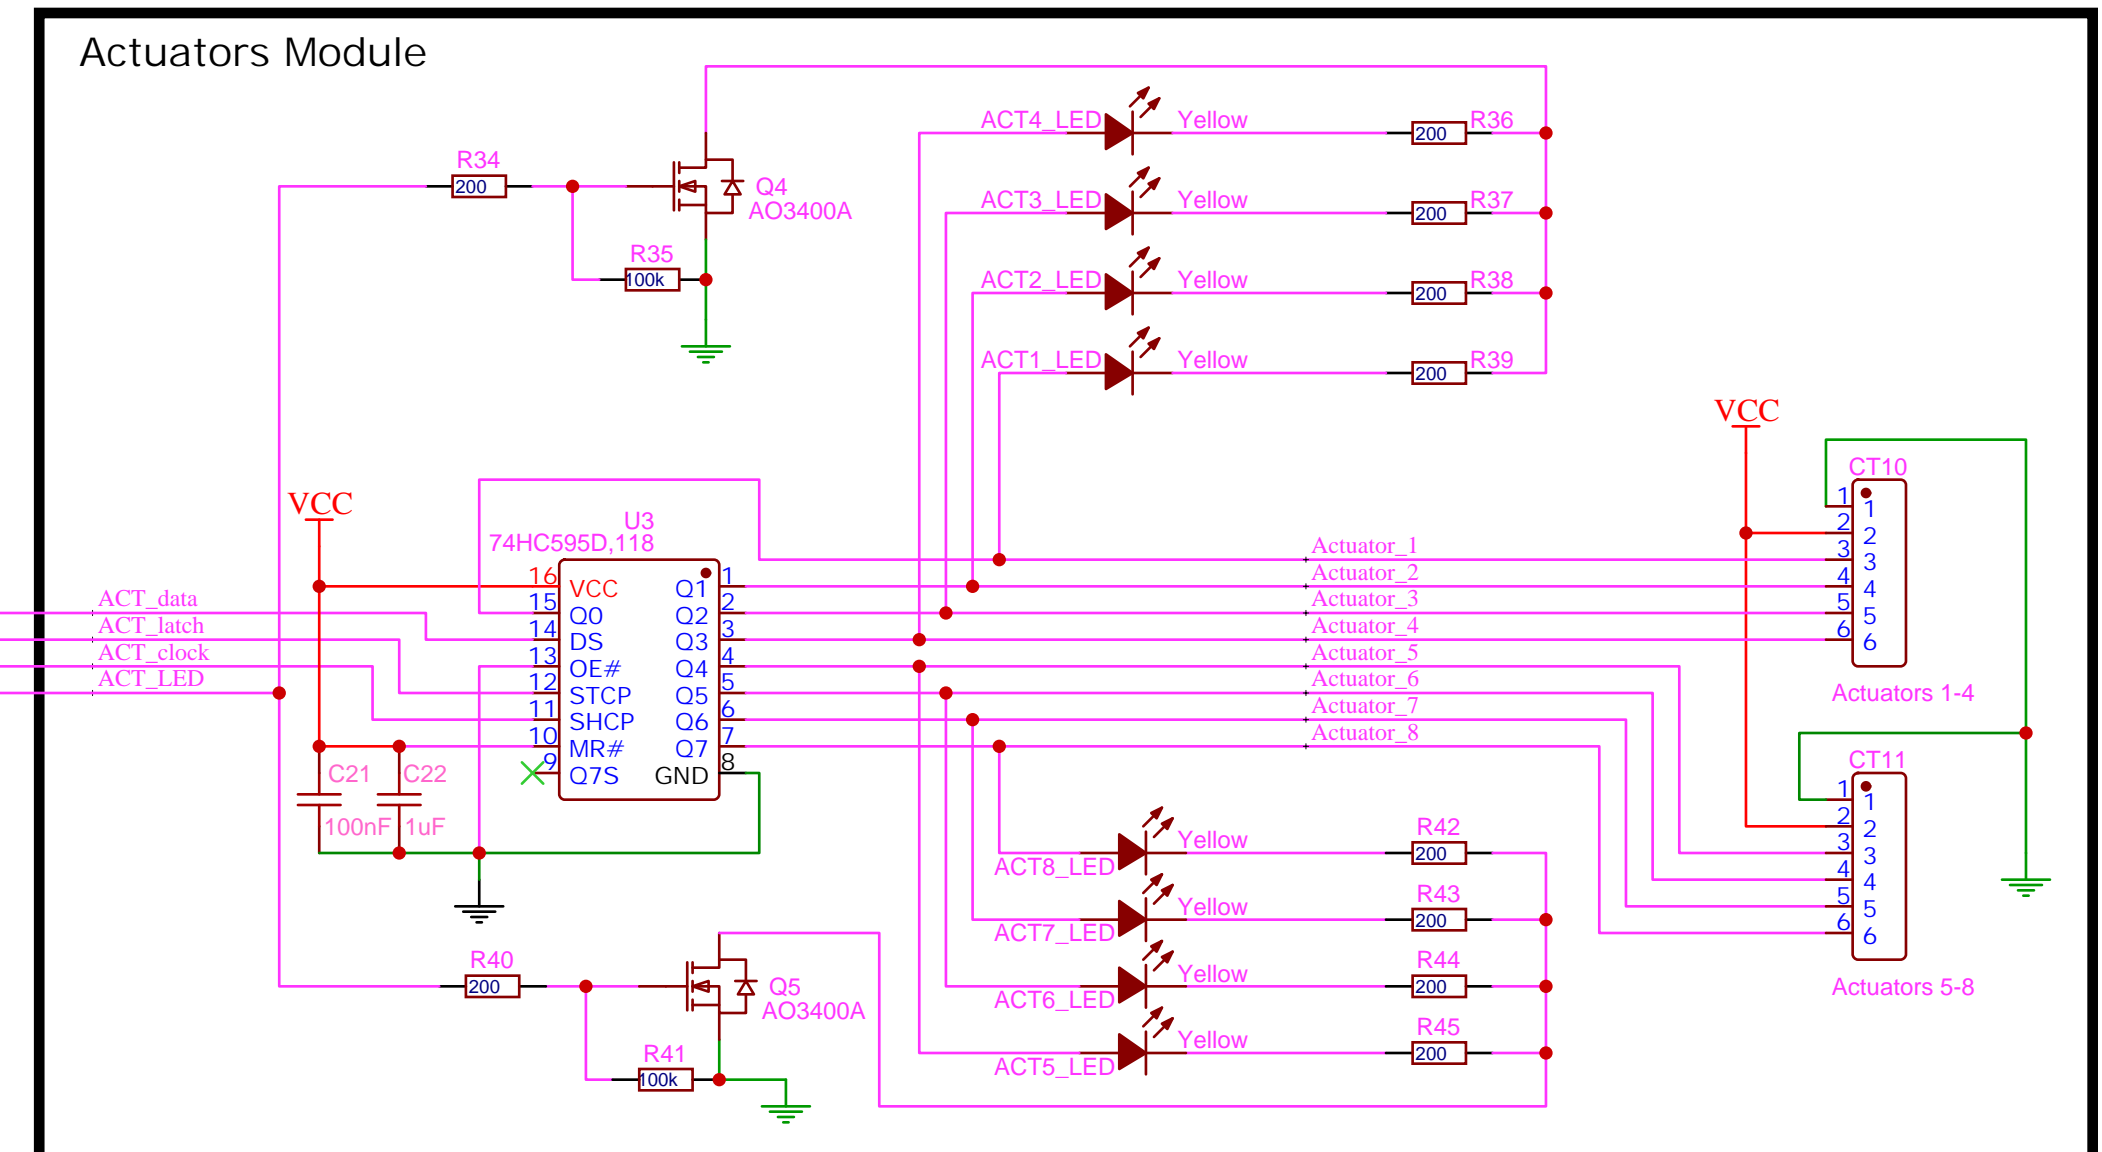 Actuators Module
ACT4_LED Yellow 200 R36
R34
200
Q4
AO3400A
ACT3_LED Yellow 200 R37
R35
100k
ACT2_LED Yellow 200 R38
ACT1_LED Yellow 200 R39
VCC
VCC
CT10
1 1
2 2
3 3
4 4
5 5
6 6
Actuators 1-4
U3
74HC595D,118
16 VCC Q1 1
15 Q0 Q2 2
14 DS Q3 3
13 OE# Q4 4
12 STCP Q5 5
11 SHCP Q6 6
10 MR# Q7 7
9 Q7S GND 8
ACT_data
ACT_latch
ACT_clock
ACT_LED
Actuator_1
Actuator_2
Actuator_3
Actuator_4
Actuator_5
Actuator_6
Actuator_7
Actuator_8
C21 C22
100nF 1uF
CT11
1 1
2 2
3 3
4 4
5 5
6 6
Actuators 5-8
ACT8_LED Yellow R42
200
ACT7_LED Yellow R43
200
R40
200
Q5
AO3400A
ACT6_LED Yellow R44
200
R41
100k
ACT5_LED Yellow R45
200